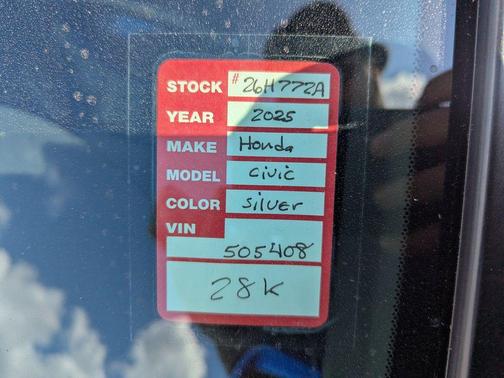 STOCK #26H772A
YEAR 2025
MAKE Honda
MODEL Civic
COLOR Silver
VIN
505408
28K